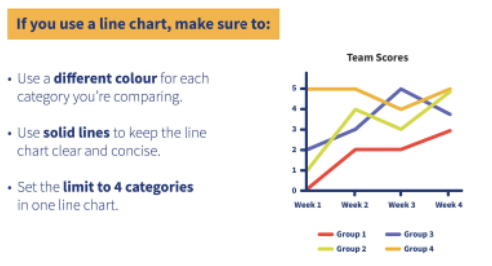 If you use a line chart, make sure to:
• Use a different colour for each
category you're comparing.
• Use solid lines to keep the line
chart clear and concise.
• Set the limit to 4 categories
in one line chart.
Team Scores
5
4
3
2
1
0
Week 1 Week 2 Week 3 Week 4
Group 1 Group 3
Group 2 Group 4